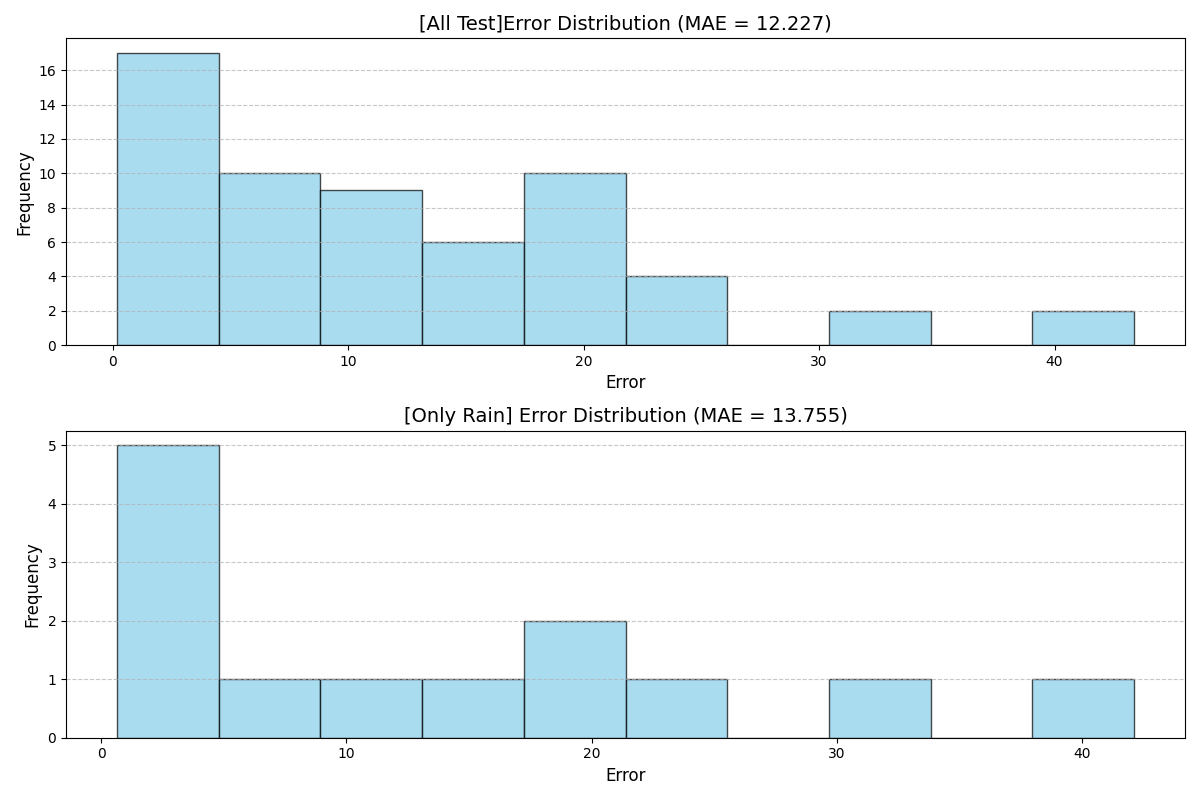 [All Test]Error Distribution (MAE = 12.227)
Frequency
16
14
12
10
8
6
4
2
0
0 10 20 30 40
Error
[Only Rain] Error Distribution (MAE = 13.755)
Frequency
5
4
3
2
1
0
0 10 20 30 40
Error